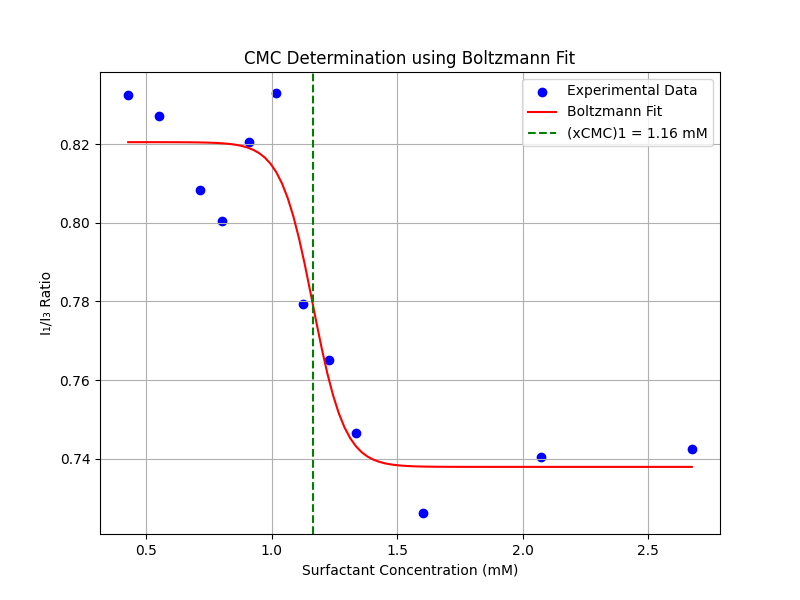 CMC Determination using Boltzmann Fit
Experimental Data
Boltzmann Fit
(xCMC)1 = 1.16 mM
0.82
0.80
0.78
0.76
0.74
I₁/I₃ Ratio
0.5
1.0
1.5
2.0
2.5
Surfactant Concentration (mM)